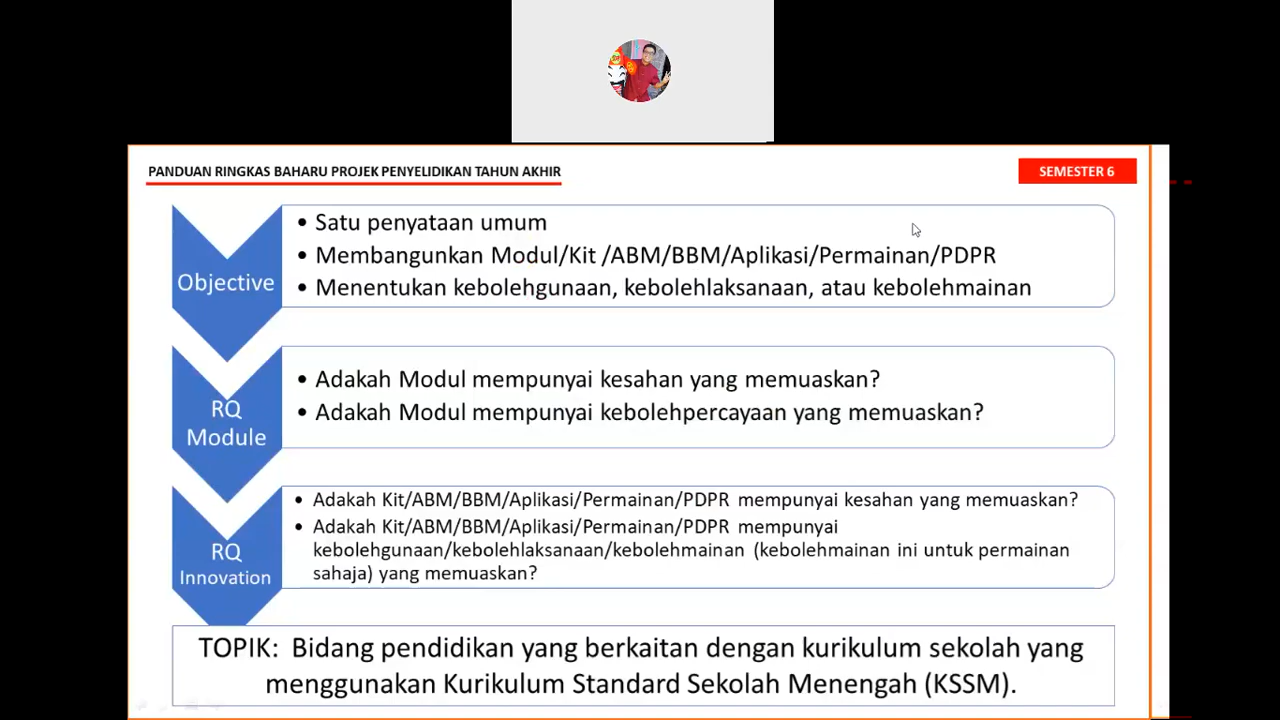 PANDUAN RINGKAS BAHARU PROJEK PENYELIDIKAN TAHUN AKHIR
SEMESTER 6
Objective
• Satu penyataan umum
• Membangunkan Modul/Kit /ABM/BBM/Aplikasi/Permainan/PDPR
• Menentukan kebolehgunaan, kebolehlaksanaan, atau kebolehmainan
RQ
Module
• Adakah Modul mempunyai kesahan yang memuaskan?
• Adakah Modul mempunyai kebolehpercayaan yang memuaskan?
RQ
Innovation
• Adakah Kit/ABM/BBM/Aplikasi/Permainan/PDPR mempunyai kesahan yang memuaskan?
• Adakah Kit/ABM/BBM/Aplikasi/Permainan/PDPR mempunyai
kebolehgunaan/kebolehlaksanaan/kebolehmainan (kebolehmainan ini untuk permainan
sahaja) yang memuaskan?
TOPIK: Bidang pendidikan yang berkaitan dengan kurikulum sekolah yang
menggunakan Kurikulum Standard Sekolah Menengah (KSSM).